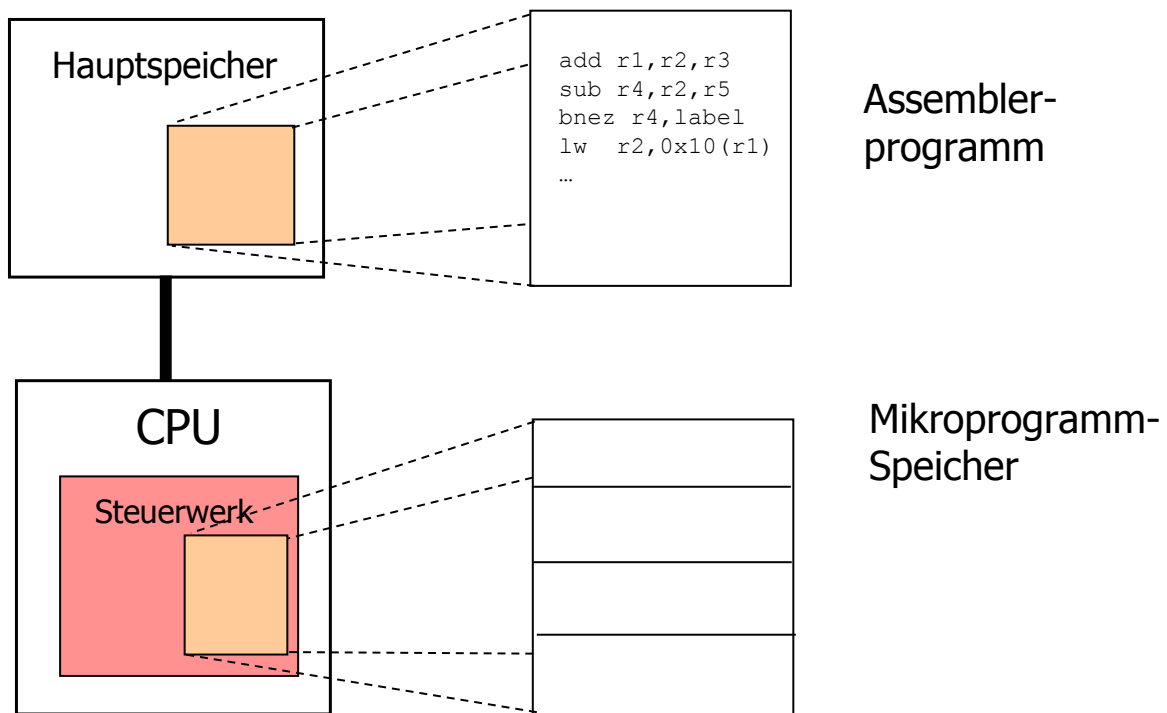 Hauptspeicher
add r1,r2,r3
sub r4,r2,r5
bnez r4,label
lw  r2,0x10(r1)
…
Assembler-
programm
CPU
Steuerwerk
Mikroprogramm-
Speicher